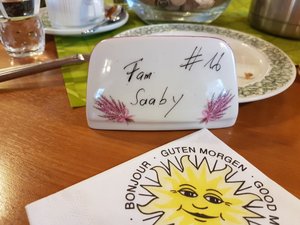 Fam #16
Saaby
· BONJOUR · GUTEN MORGEN · GOOD M